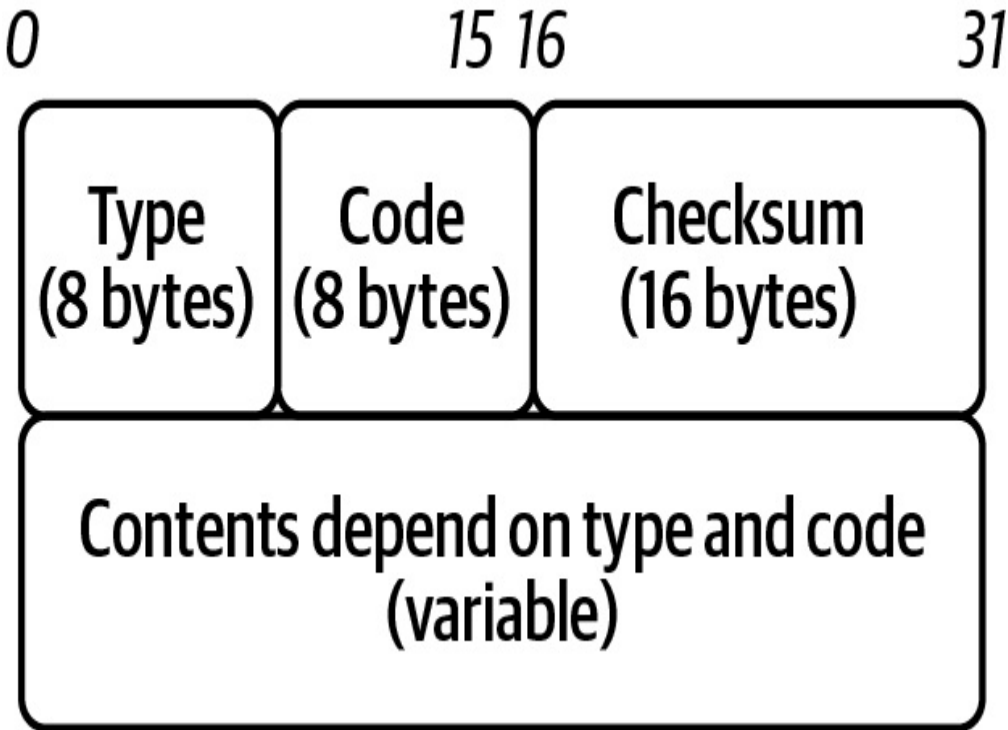 0 15 16 31
Type
(8 bytes)
Code
(8 bytes)
Checksum
(16 bytes)
Contents depend on type and code
(variable)